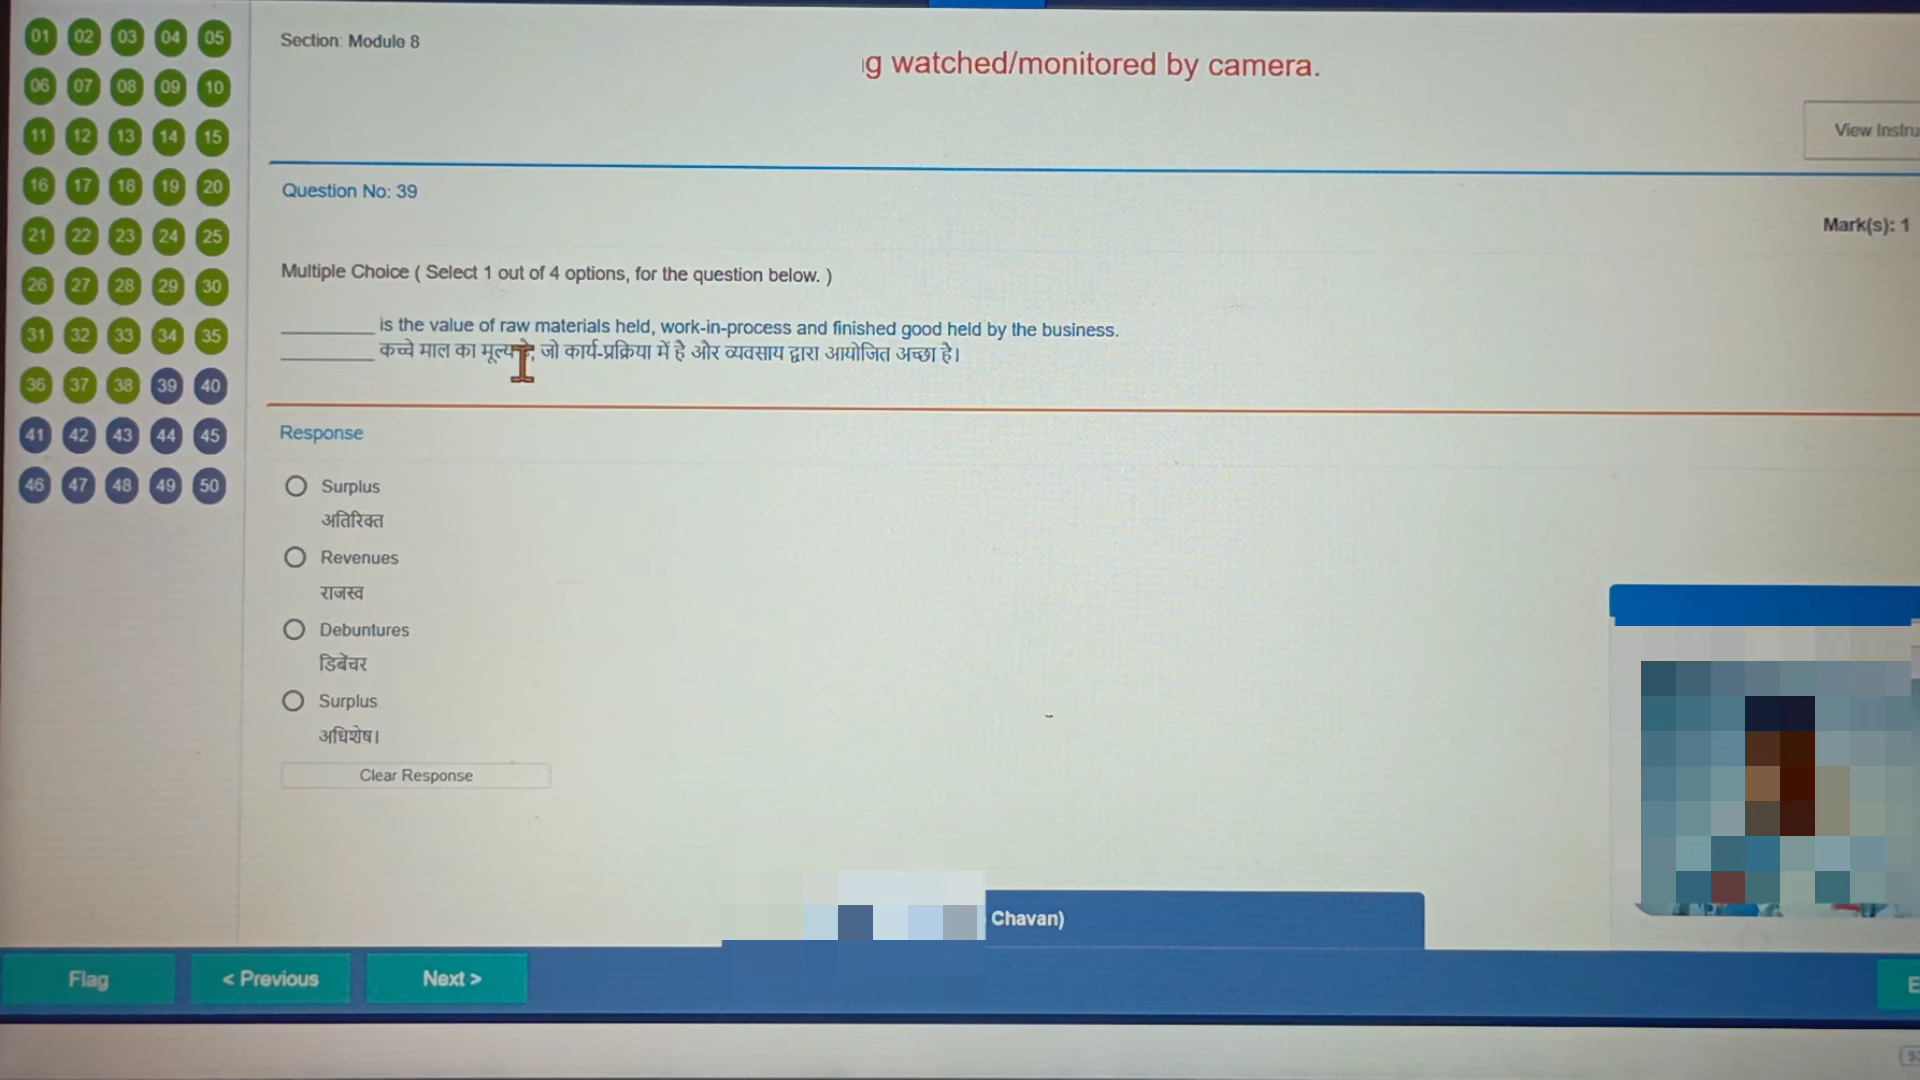 01 02 03 04 05
06 07 08 09 10
11 12 13 14 15
16 17 18 19 20
21 22 23 24 25
26 27 28 29 30
31 32 33 34 35
36 37 38 39 40
41 42 43 44 45
46 47 48 49 50
Section: Module 8
g watched/monitored by camera.
View Instru
Question No: 39
Mark(s): 1
Multiple Choice ( Select 1 out of 4 options, for the question below. )
_________ is the value of raw materials held, work-in-process and finished good held by the business.
_________ कच्चे माल का मूल्य है, जो कार्य-प्रक्रिया में है ओर व्यवसाय द्वारा आयोजित अच्छा है।
Response
Surplus
अतिरिक्त
Revenues
राजस्व
Debuntures
डिबेंचर
Surplus
अधिशेष।
Clear Response
Chavan)
Flag
< Previous
Next >
E